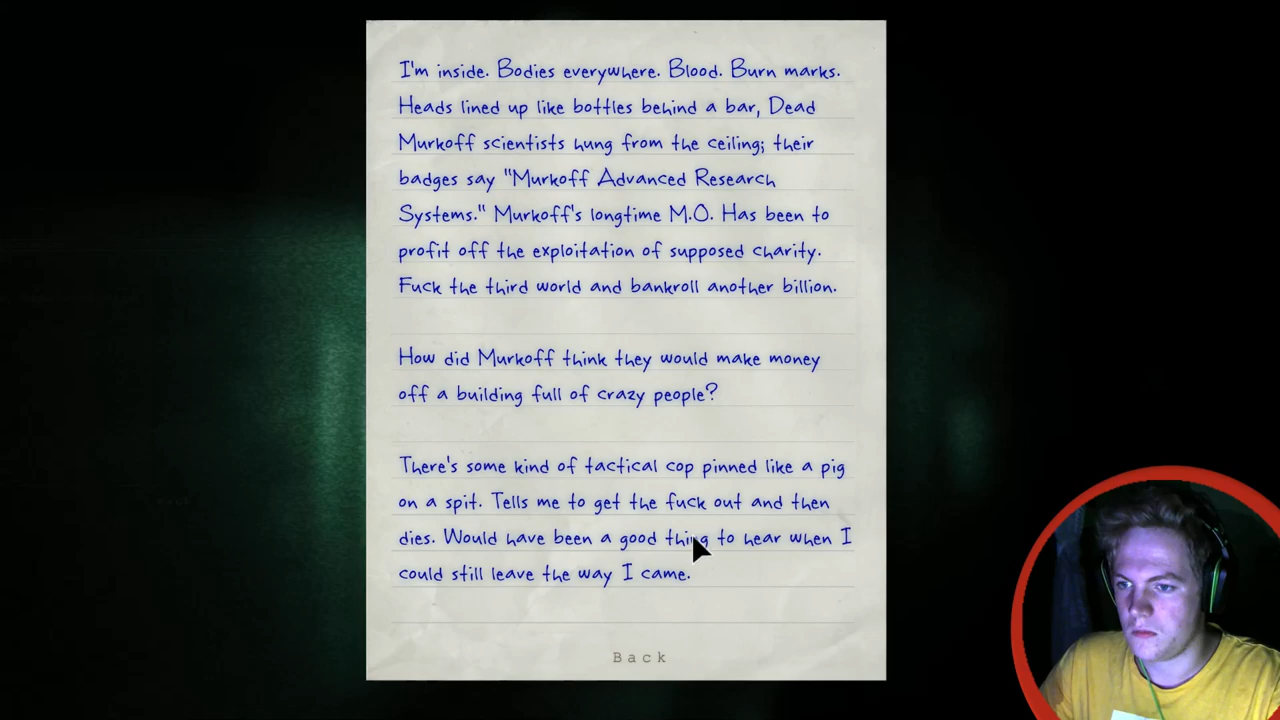 I'm inside. Bodies everywhere. Blood. Burn marks.
Heads lined up like bottles behind a bar, Dead
Murkoff scientists hung from the ceiling; their
badges say "Murkoff Advanced Research
Systems." Murkoff's longtime M.O. Has been to
profit off the exploitation of supposed charity.
Fuck the third world and bankroll another billion.
How did Murkoff think they would make money
off a building full of crazy people?
There's some kind of tactical cop pinned like a pig
on a spit. Tells me to get the fuck out and then
dies. Would have been a good thing to hear when I
could still leave the way I came.
Back